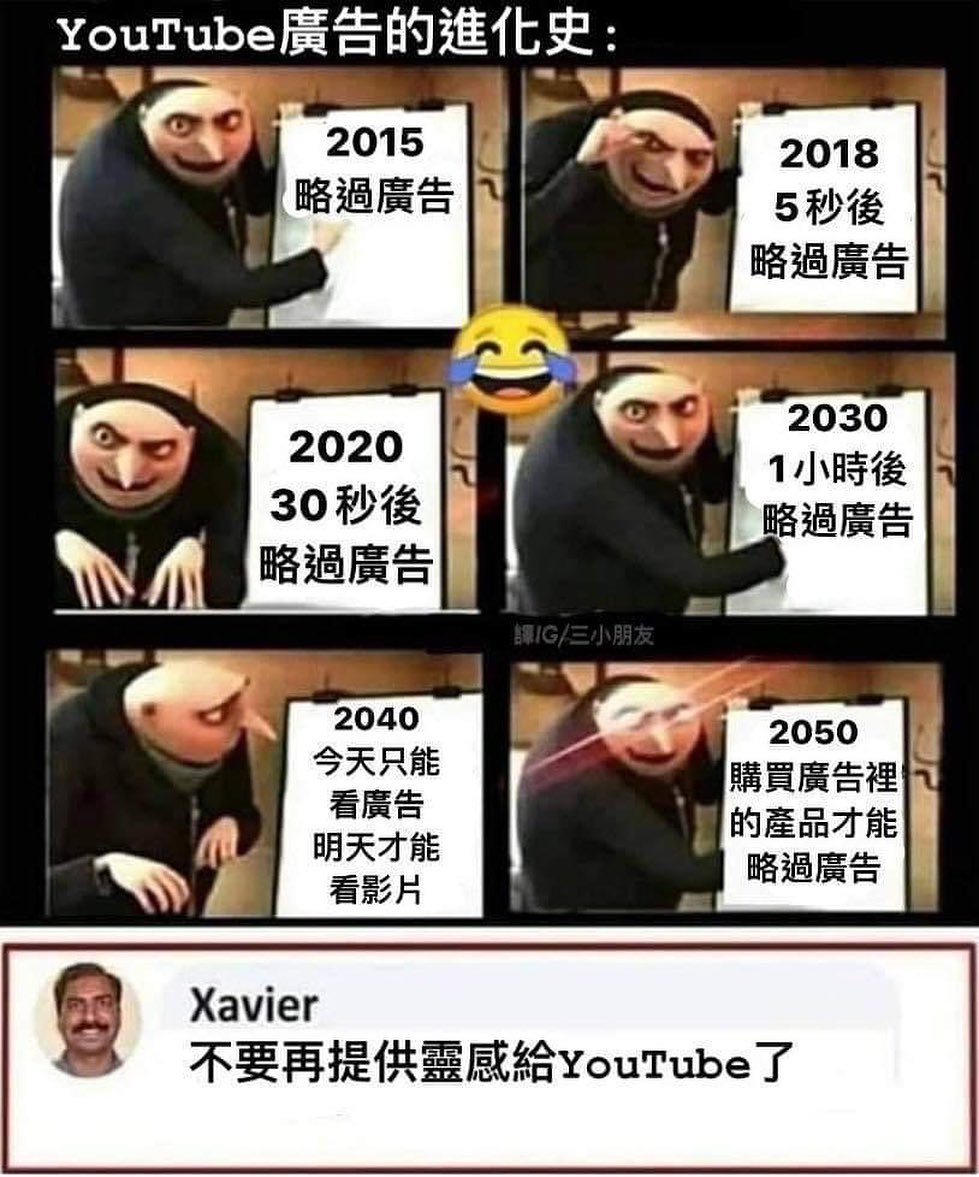 YouTube廣告的進化史:
2015
略過廣告
2018
5秒後
略過廣告
2020
30秒後
略過廣告
2030
1小時後
略過廣告
譯IG/三小朋友
2040
今天只能
看廣告
明天才能
看影片
2050
購買廣告裡
的產品才能
略過廣告
Xavier
不要再提供靈感給YouTube了